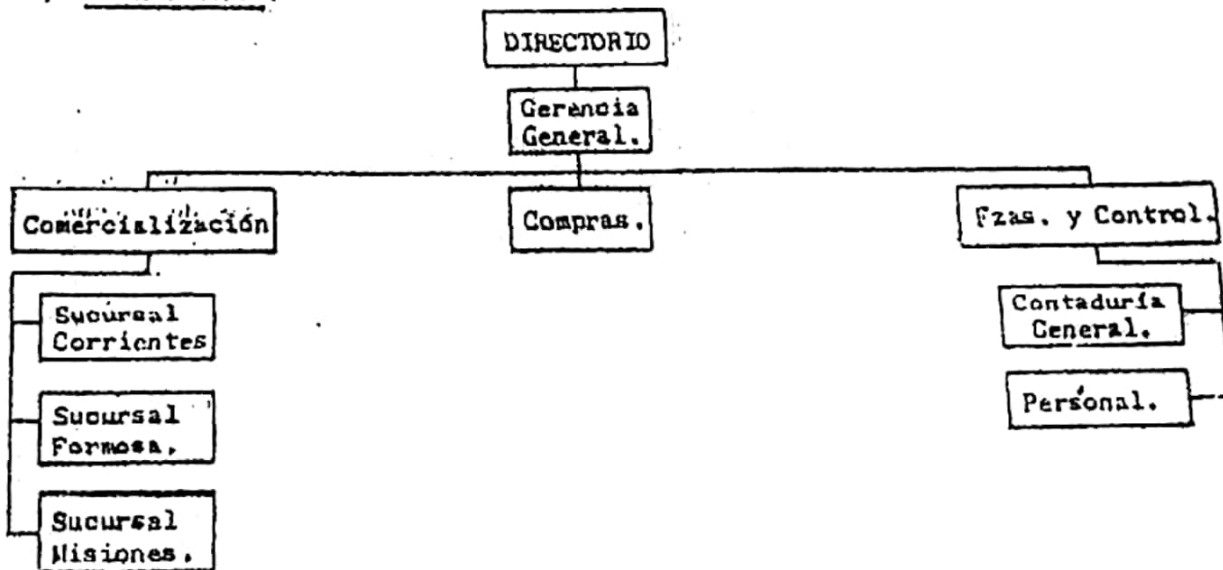 DIRECTORIO
Gerencia
General.
Comercialización
Compras.
Fzas. y Control.
Sucursal
Corrientes
Sucursal
Formosa.
Sucursal
Misiones.
Contaduría
General.
Personal.